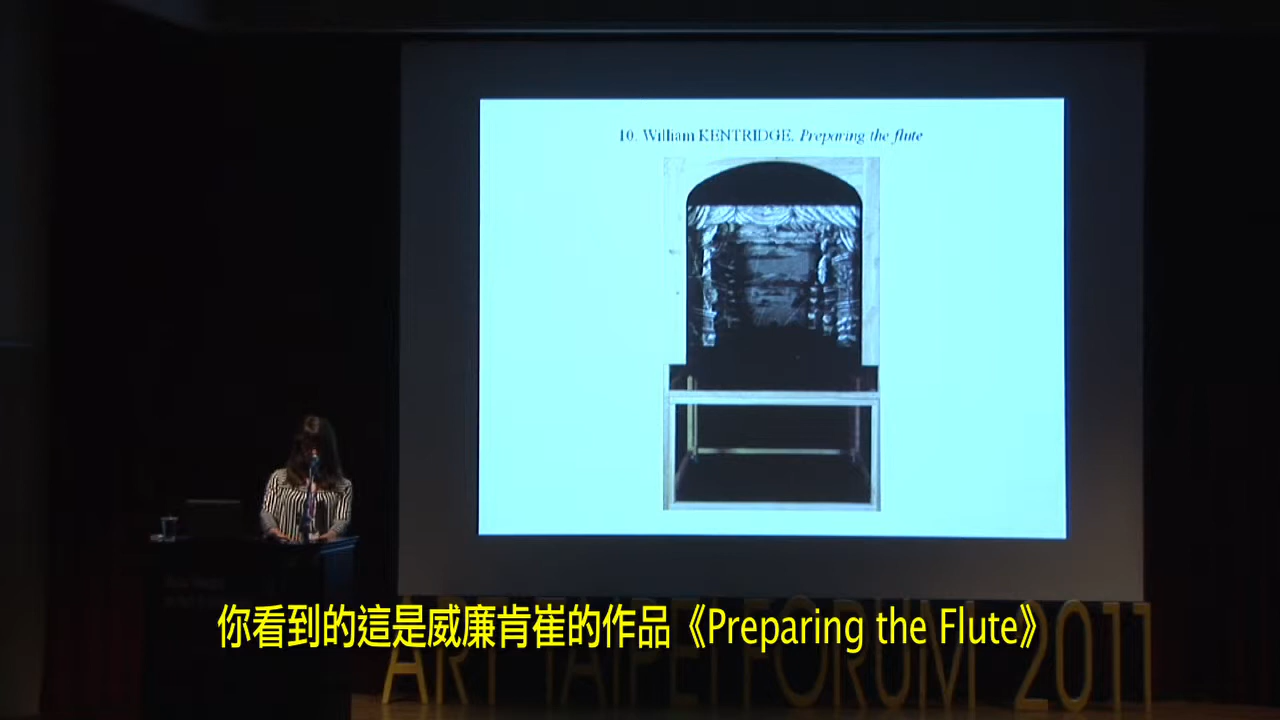 10. William KENTRIDGE, Preparing the flute
你看到的這是威廉肯崔的作品《Preparing the Flute》
ART TAIPEI FORUM 2011